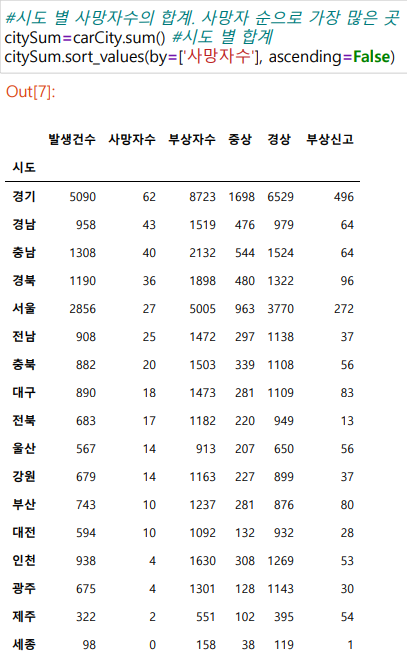 #시도 별 사망자수의 합계. 사망자 순으로 가장 많은 곳
citySum=carCity.sum() #시도 별 합계
citySum.sort_values(by=['사망자수'], ascending=False)
Out[7]:
발생건수 사망자수 부상자수 중상 경상 부상신고
시도
경기 5090 62 8723 1698 6529 496
경남 958 43 1519 476 979 64
충남 1308 40 2132 544 1524 64
경북 1190 36 1898 480 1322 96
서울 2856 27 5005 963 3770 272
전남 908 25 1472 297 1138 37
충북 882 20 1503 339 1108 56
대구 890 18 1473 281 1109 83
전북 683 17 1182 220 949 13
울산 567 14 913 207 650 56
강원 679 14 1163 227 899 37
부산 743 10 1237 281 876 80
대전 594 10 1092 132 932 28
인천 938 4 1630 308 1269 53
광주 675 4 1301 128 1143 30
제주 322 2 551 102 395 54
세종 98 0 158 38 119 1